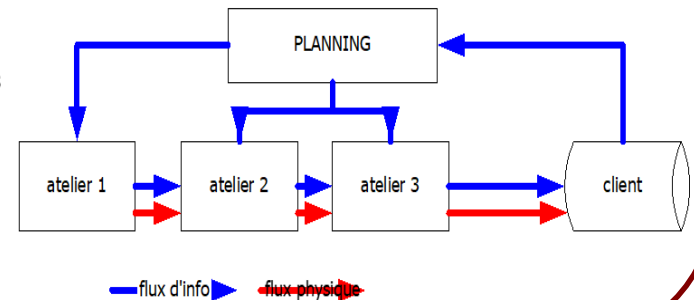 PLANNING
atelier 1
atelier 2
atelier 3
client
flux d'info
flux physique